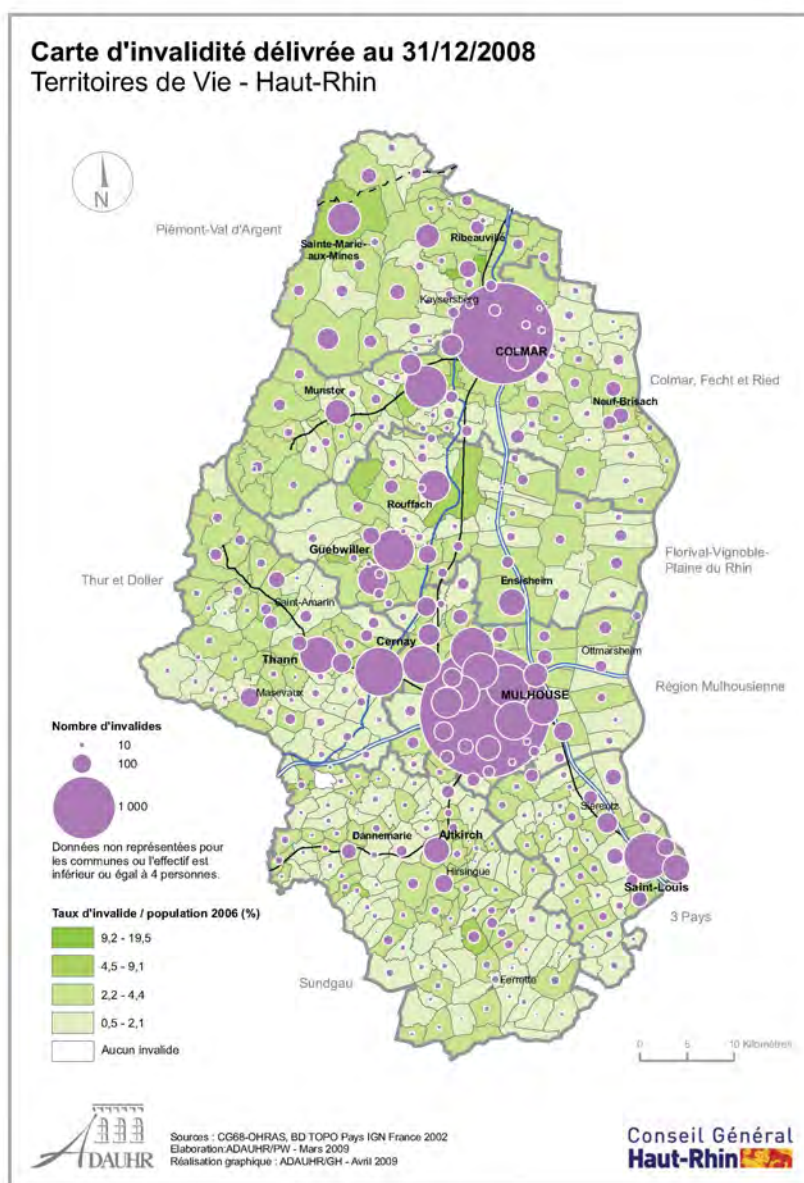 Carte d'invalidité délivrée au 31/12/2008
Territoires de Vie - Haut-Rhin
N
Piémont-Val d'Argent
Sainte-Marie-
aux-Mines
Ribeauvillé
Kaysersberg
COLMAR
Colmar, Fecht et Ried
Munster
Neuf-Brisach
Rouffach
Guebwiller
Florival-Vignoble-
Plaine du Rhin
Thur et Doller
Ensisheim
Saint-Amarin
Cernay
Ottmarsheim
Thann
MULHOUSE
Région Mulhousienne
Masevaux
Nombre d'invalides
10
100
1 000
Données non représentées pour
les communes ou l'effectif est
inférieur ou égal à 4 personnes.
Sierentz
Dannemarie
Altkirch
Hirsingue
Saint-Louis
3 Pays
Taux d'invalide / population 2006 (%)
9,2 - 19,5
4,5 - 9,1
2,2 - 4,4
0,5 - 2,1
Aucun invalide
Sundgau
Ferrette
0 5 10 Kilomètres
ADAUHR
Sources : CG68-OHRAS, BD TOPO Pays IGN France 2002
Elaboration:ADAUHR/PW - Mars 2009
Réalisation graphique : ADAUHR/GH - Avril 2009
Conseil Général
Haut-Rhin